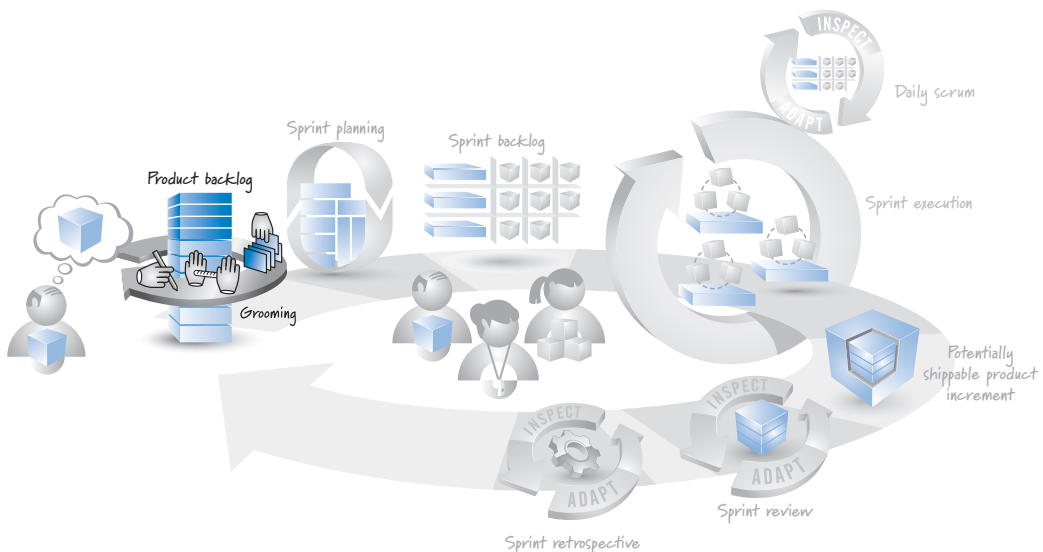 INSPECT
ADAPT
Daily scrum
Sprint planning
Sprint backlog
Product backlog
Sprint execution
Grooming
Potentially
shippable product
increment
INSPECT
ADAPT
Sprint review
INSPECT
ADAPT
Sprint retrospective